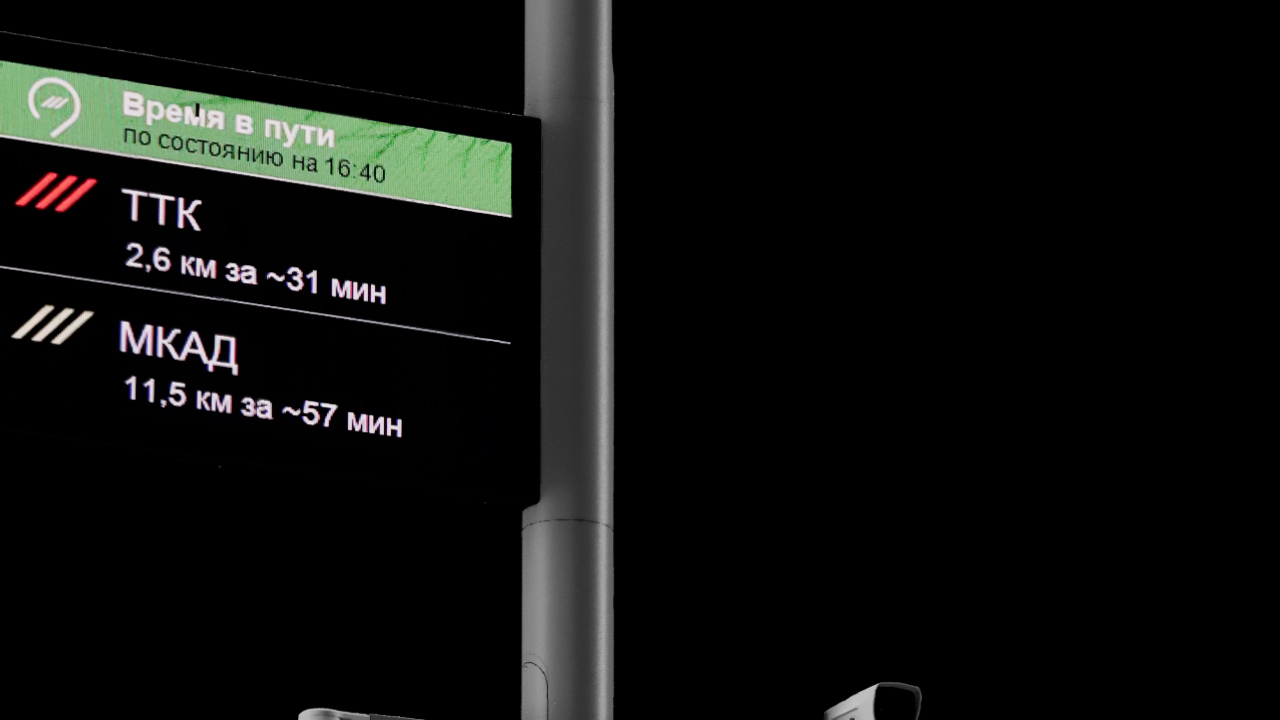 Время в пути
по состоянию на 16:40
ТТК
2,6 км за ~31 мин
МКАД
11,5 км за ~57 мин